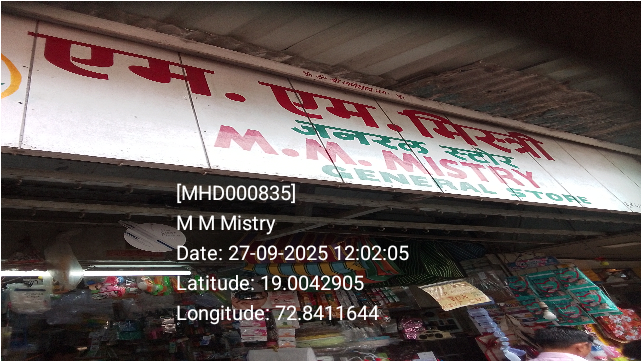 एम. एम. मिस्त्री
जनरल स्टोर
M. M. MISTRY
GENERAL STORE
[MHD000835]
M M Mistry
Date: 27-09-2025 12:02:05
Latitude: 19.0042905
Longitude: 72.8411644